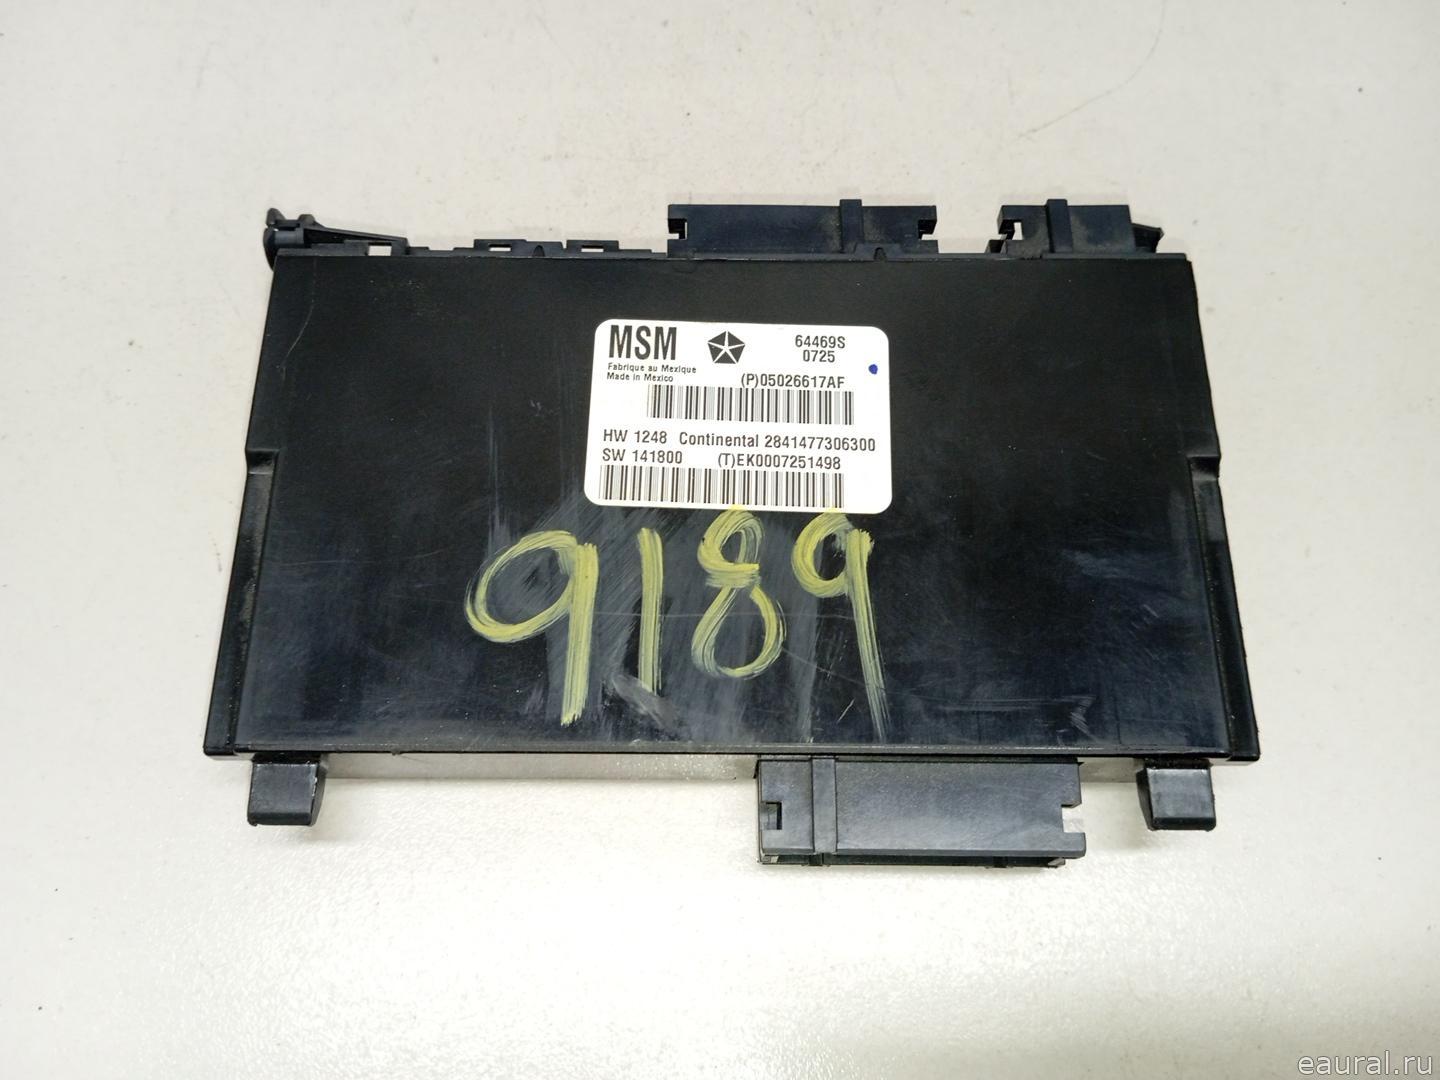 MSM
64469S
0725
Fabrique au Mexique
Made in Mexico
(P)05026617AF
HW 1248 Continental 2841477306300
SW 141800 (T)EK0007251498
9189
eaural.ru